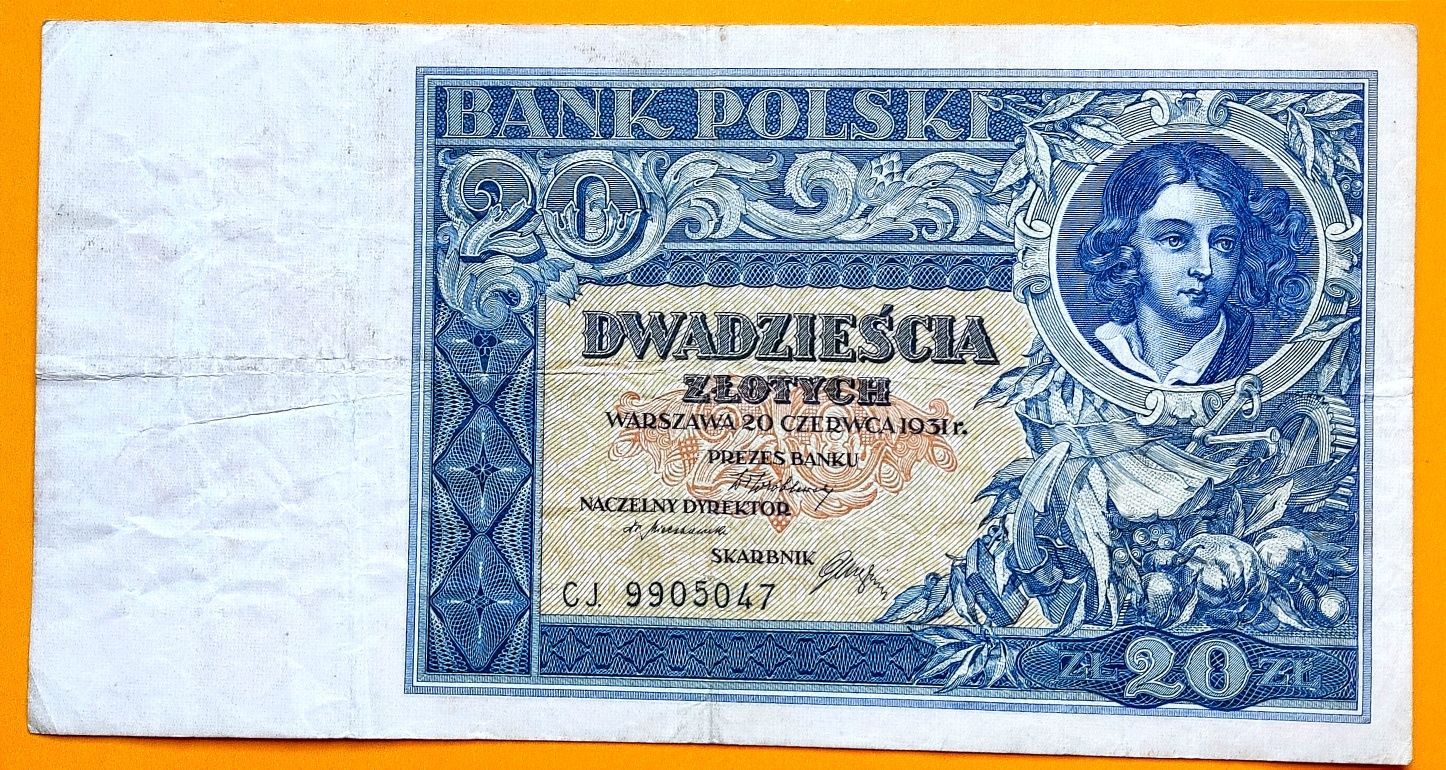 BANK POLSKI
20
DWADZIEŚCIA
ZŁOTYCH
WARSZAWA 20 CZERWCA 1931 r.
PREZES BANKU
NACZELNY DYREKTOR
SKARBNIK
CJ. 9905047
ZŁ 20 ZŁ